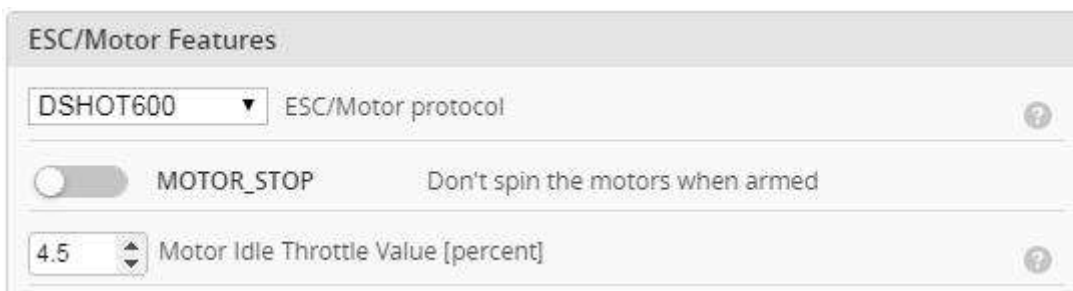 ESC/Motor Features
DSHOT600 ESC/Motor protocol
MOTOR_STOP Don't spin the motors when armed
4.5 Motor Idle Throttle Value [percent]